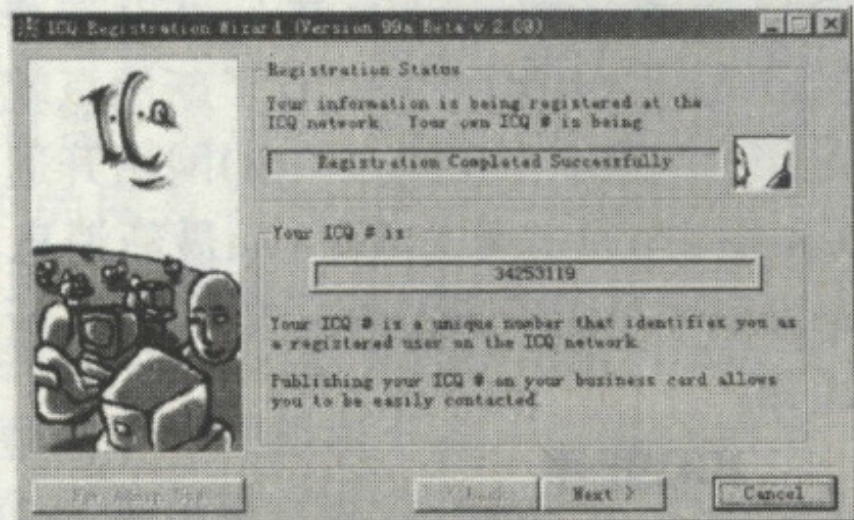 ICQ Registration Wizard (Version 99a Beta v.2.09)
ICQ
Registration Status
Your information is being registered at the
ICQ network. Your own ICQ # is being
Registration Completed Successfully
Your ICQ # is
34253119
Your ICQ # is a unique number that identifies you as
a registered user on the ICQ network.
Publishing your ICQ # on your business card allows
you to be easily contacted.
Next >
Cancel